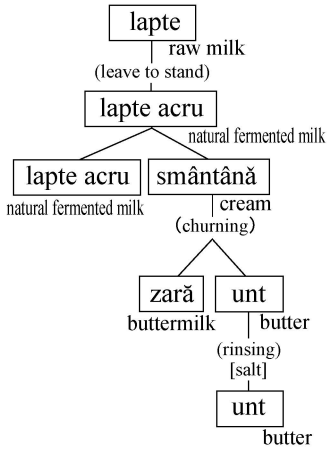 lapte
raw milk
(leave to stand)
lapte acru
natural fermented milk
lapte acru
smântână
natural fermented milk
cream
(churning)
zară
unt
buttermilk
butter
(rinsing)
[salt]
unt
butter